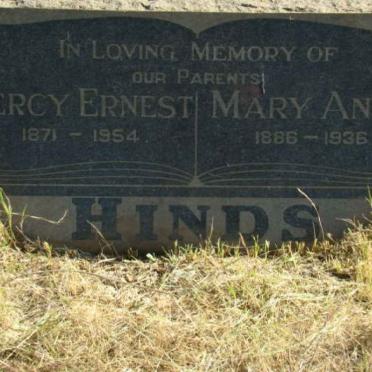 In Loving Memory of
our Parents
ercy Ernest Mary An
1871 - 1954 1886 - 1936
Hinds